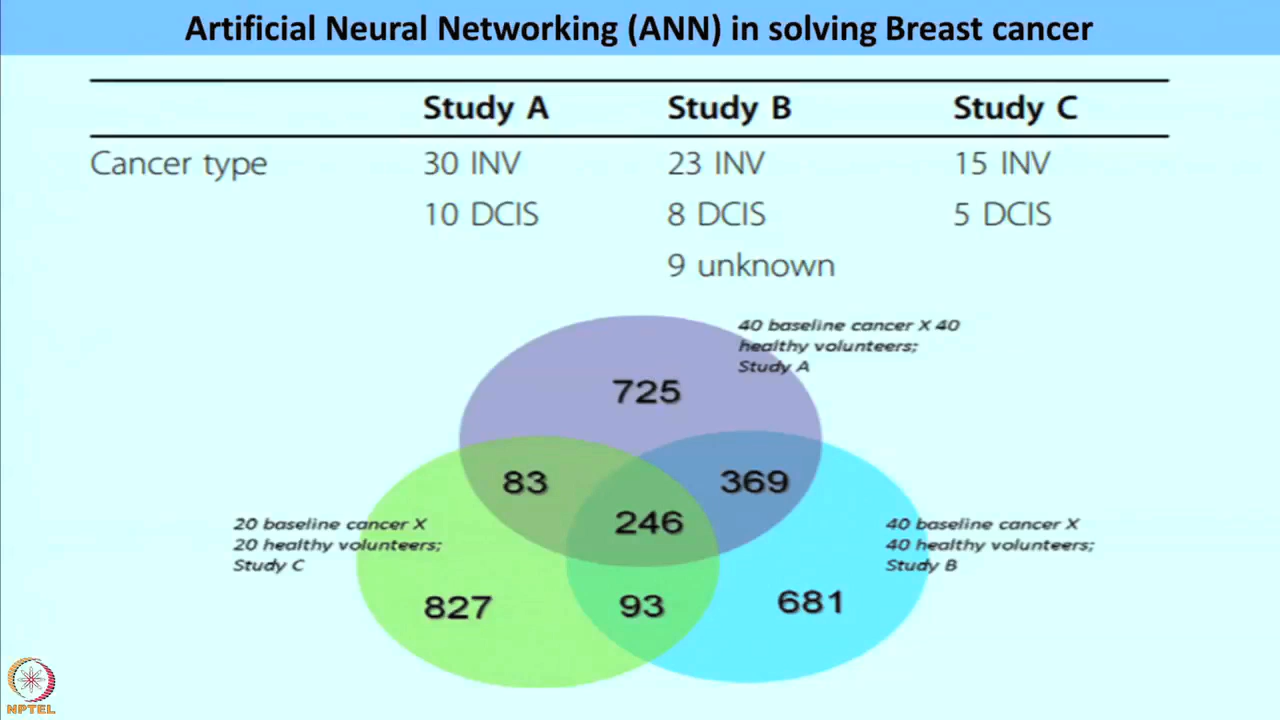 Artificial Neural Networking (ANN) in solving Breast cancer
Study A Study B Study C
Cancer type 30 INV 23 INV 15 INV
10 DCIS 8 DCIS 5 DCIS
9 unknown
40 baseline cancer X 40
healthy volunteers;
Study A
725
83
369
246
20 baseline cancer X
20 healthy volunteers;
Study C
40 baseline cancer X
40 healthy volunteers;
Study B
827
93
681
NPTEL